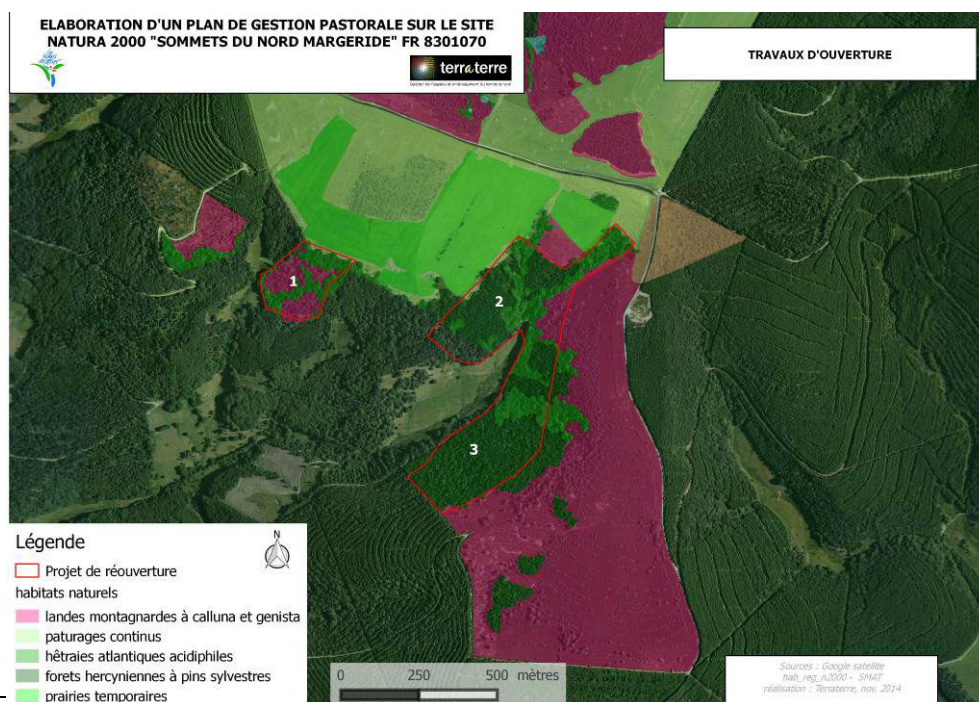 ELABORATION D'UN PLAN DE GESTION PASTORALE SUR LE SITE
NATURA 2000 "SOMMETS DU NORD MARGERIDE" FR 8301070
terraterre
TRAVAUX D'OUVERTURE
1
2
3
Légende
N
Projet de réouverture
habitats naturels
landes montagnardes à calluna et genista
paturages continus
hêtraies atlantiques acidiphiles
forets hercyniennes à pins sylvestres
prairies temporaires
0 250 500 mètres
Sources : Google satellite
hab_reg_n2000 - SMAT
réalisation : Terraterre, nov. 2014